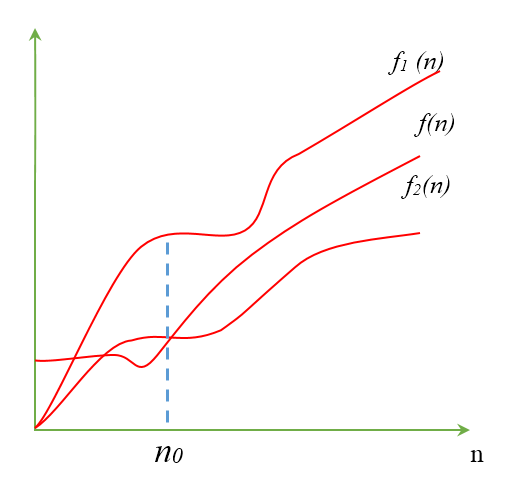 f₁ (n)
f(n)
f₂(n)
n₀
n